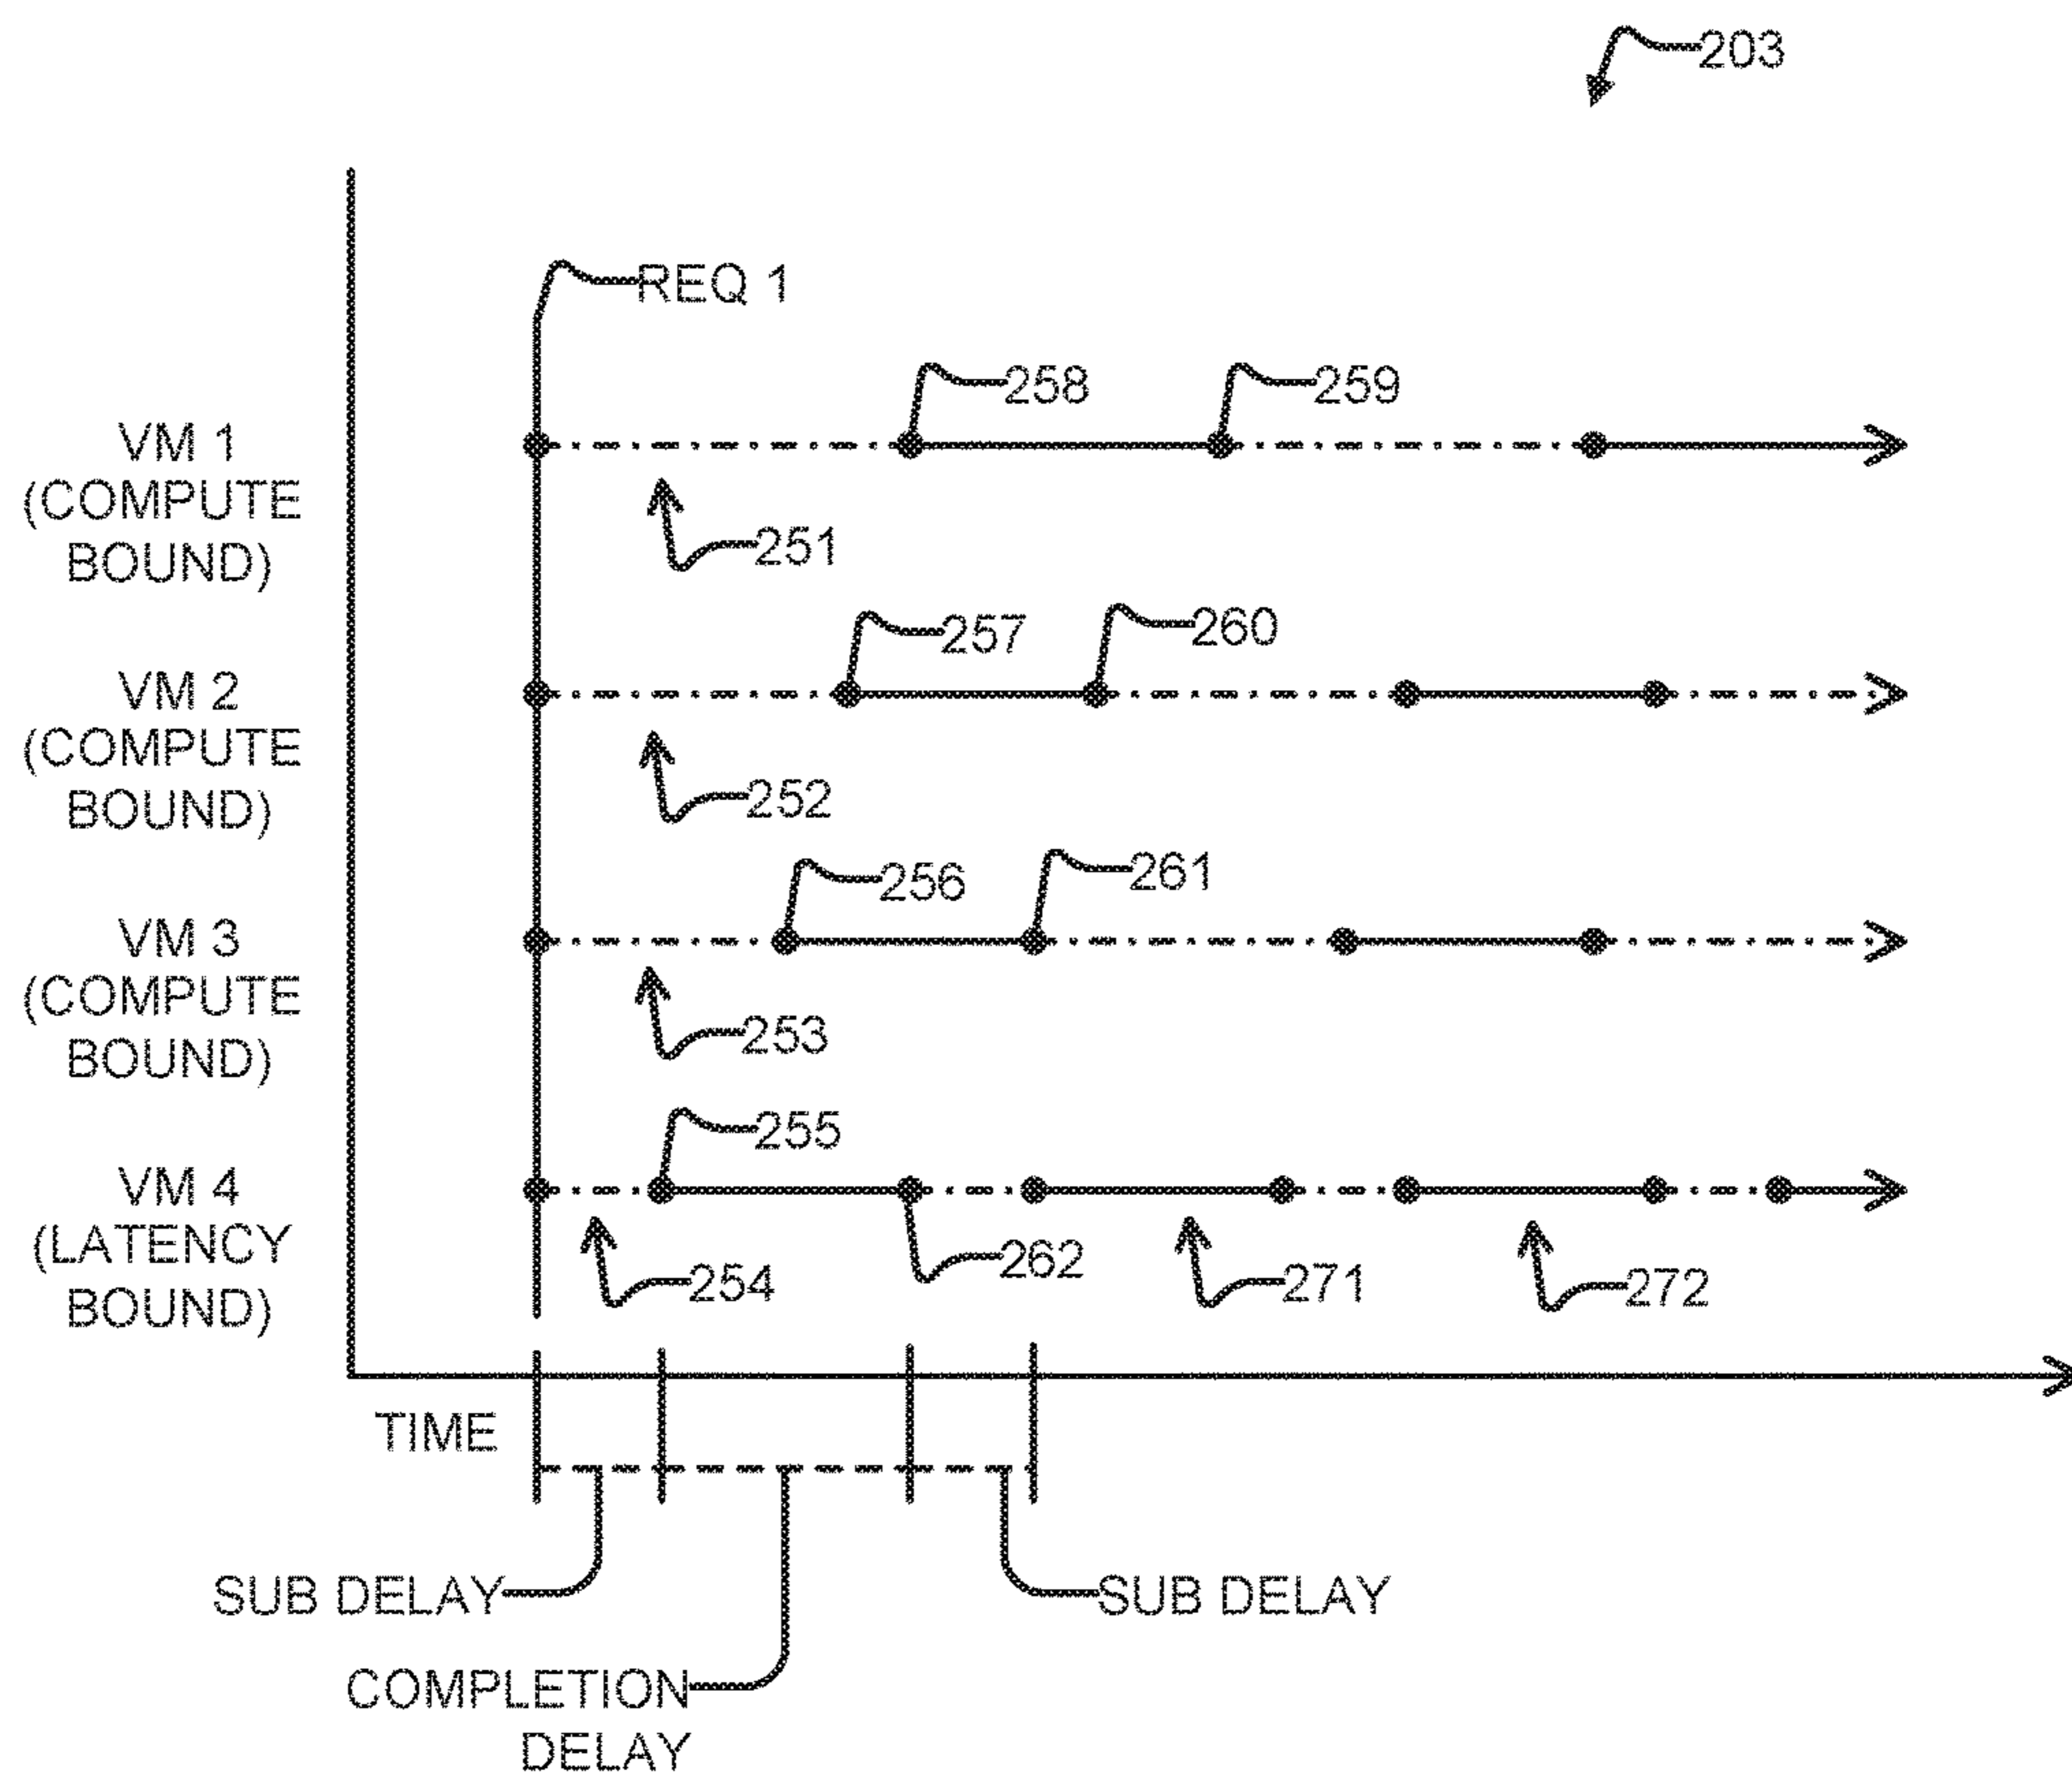 203
REQ 1
258
259
VM 1
(COMPUTE
BOUND)
251
257
260
VM 2
(COMPUTE
BOUND)
252
256
261
VM 3
(COMPUTE
BOUND)
253
255
VM 4
(LATENCY
BOUND)
254
262
271
272
TIME
SUB DELAY
SUB DELAY
COMPLETION
DELAY